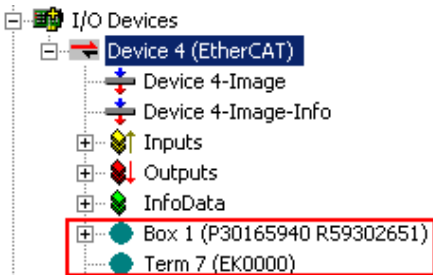 I/O Devices
Device 4 (EtherCAT)
Device 4-Image
Device 4-Image-Info
Inputs
Outputs
InfoData
Box 1 (P30165940 R59302651)
Term 7 (EK0000)